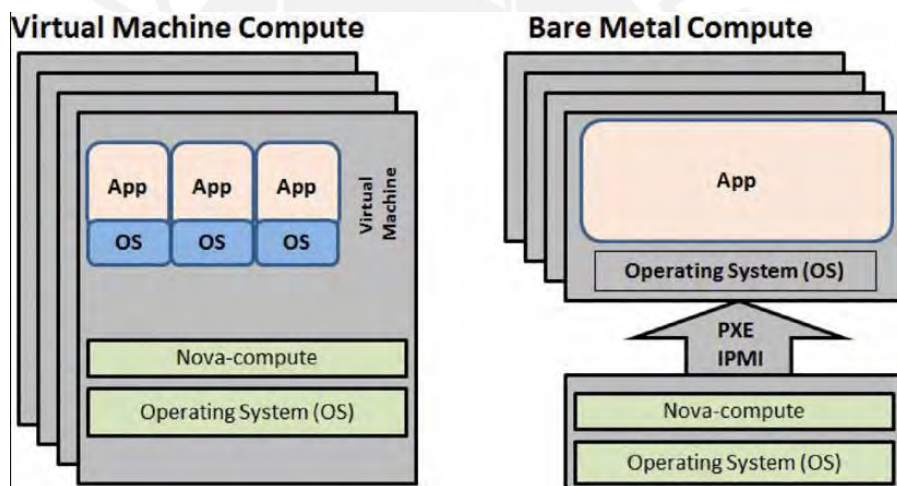 Virtual Machine Compute
App App App
OS OS OS
Virtual
Machine
Nova-compute
Operating System (OS)
Bare Metal Compute
App
Operating System (OS)
PXE
IPMI
Nova-compute
Operating System (OS)